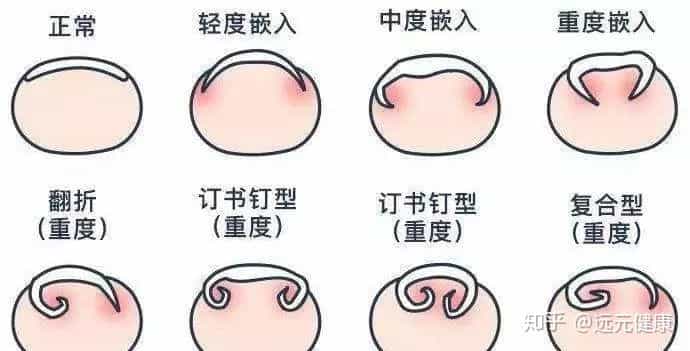 正常
轻度嵌入
中度嵌入
重度嵌入
翻折
(重度)
订书钉型
(重度)
订书钉型
(重度)
复合型
(重度)
知乎 @远元健康